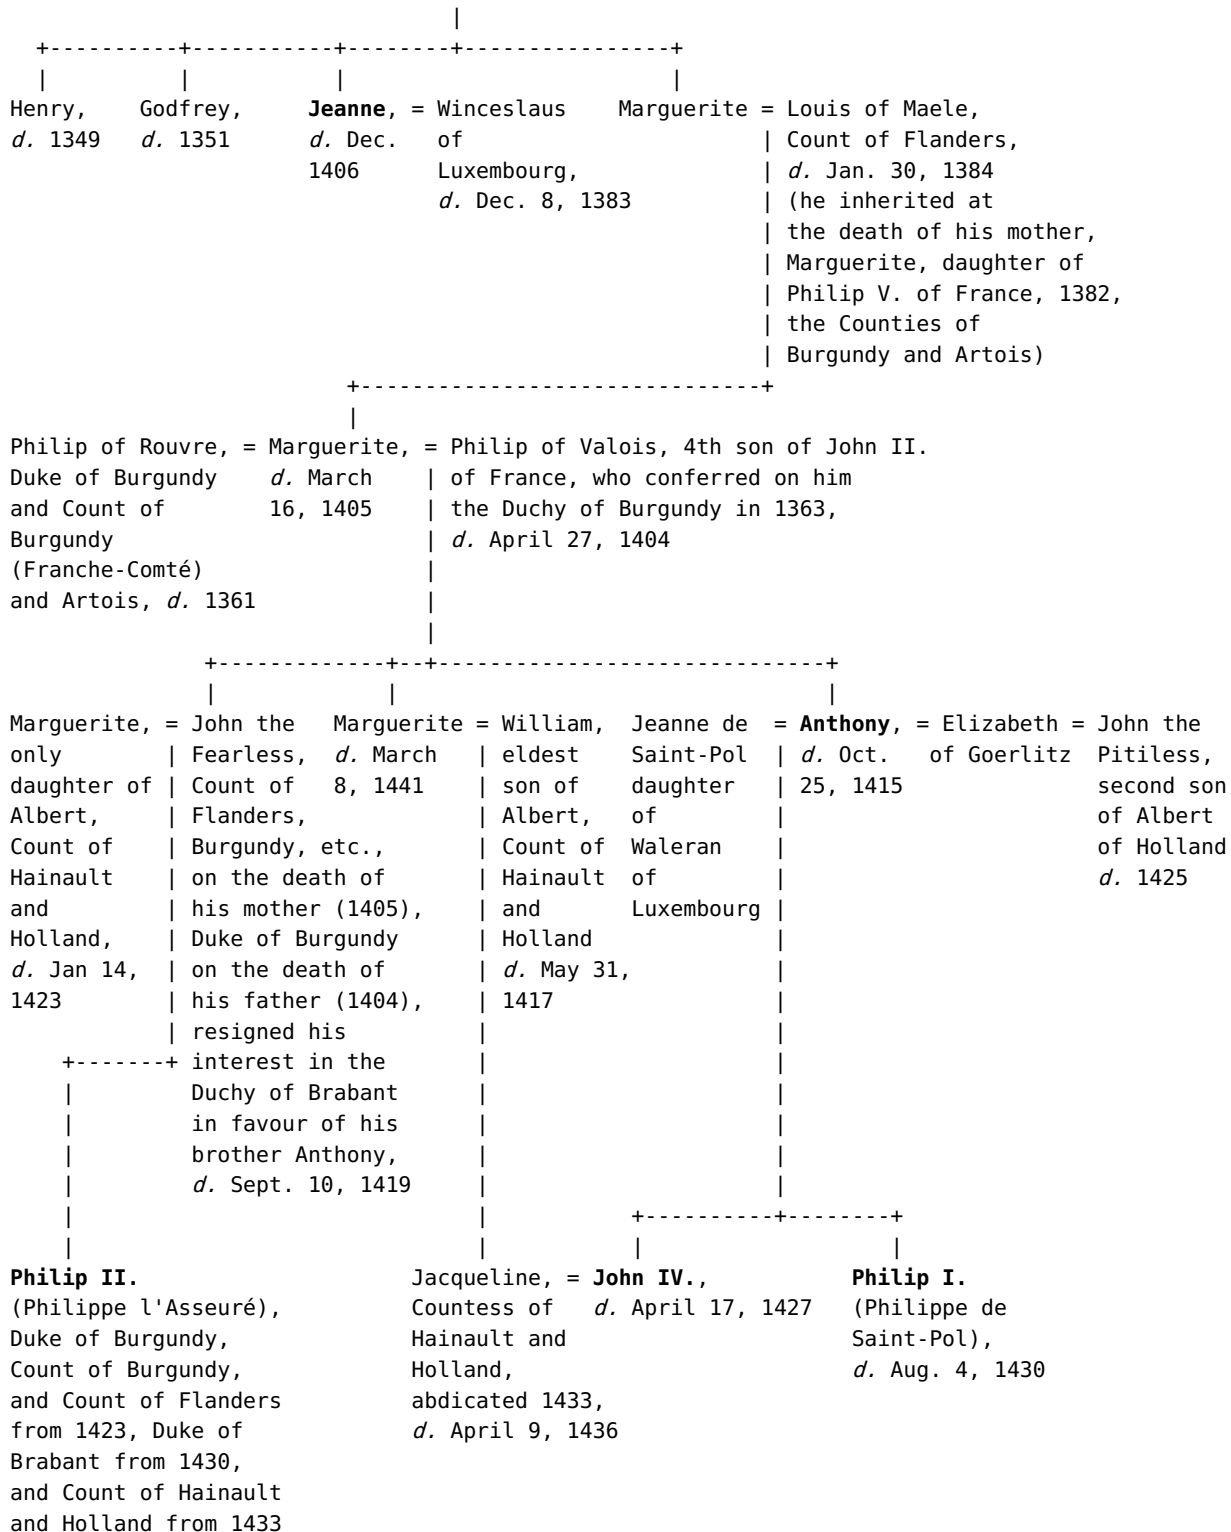 |
  +----------+-----------+--------+----------------+
  |          |           |                         |
Henry,    Godfrey,     Jeanne, = Winceslaus    Marguerite = Louis of Maele,
d. 1349   d. 1351      d. Dec.   of                       | Count of Flanders,
                       1406      Luxembourg,              | d. Jan. 30, 1384
                                 d. Dec. 8, 1383          | (he inherited at
                                                          | the death of his mother,
                                                          | Marguerite, daughter of
                                                          | Philip V. of France, 1382,
                                                          | the Counties of
                                                          | Burgundy and Artois)
                          +-------------------------------+
                          |
Philip of Rouvre, = Marguerite, = Philip of Valois, 4th son of John II.
Duke of Burgundy    d. March    | of France, who conferred on him
and Count of        16, 1405    | the Duchy of Burgundy in 1363,
Burgundy                        | d. April 27, 1404
(Franche-Comté)                 |
and Artois, d. 1361             |
                                |
               +-------------+--+------------------------------+
               |             |                                 |
Marguerite, = John the   Marguerite = William,  Jeanne de  = Anthony, = Elizabeth = John the
only        | Fearless,  d. March   | eldest    Saint-Pol  | d. Oct.   of Goerlitz  Pitiless,
daughter of | Count of   8, 1441    | son of    daughter   | 25, 1415               second son
Albert,     | Flanders,             | Albert,   of         |                        of Albert
Count of    | Burgundy, etc.,       | Count of  Waleran    |                        of Holland
Hainault    | on the death of       | Hainault  of         |                        d. 1425
and         | his mother (1405),    | and       Luxembourg |
Holland,    | Duke of Burgundy      | Holland              |
d. Jan 14,  | on the death of       | d. May 31,           |
1423        | his father (1404),    | 1417                 |
            | resigned his          |                      |
    +-------+ interest in the       |                      |
    |         Duchy of Brabant      |                      |
    |         in favour of his      |                      |
    |         brother Anthony,      |                      |
    |         d. Sept. 10, 1419     |                      |
    |                               |           +----------+--------+
    |                               |           |                   |
Philip II.                     Jacqueline, = John IV.,          Philip I.
(Philippe l'Asseuré),          Countess of   d. April 17, 1427  (Philippe de
Duke of Burgundy,              Hainault and                     Saint-Pol),
Count of Burgundy,             Holland,                         d. Aug. 4, 1430
and Count of Flanders          abdicated 1433,
from 1423, Duke of             d. April 9, 1436
Brabant from 1430,
and Count of Hainault
and Holland from 1433